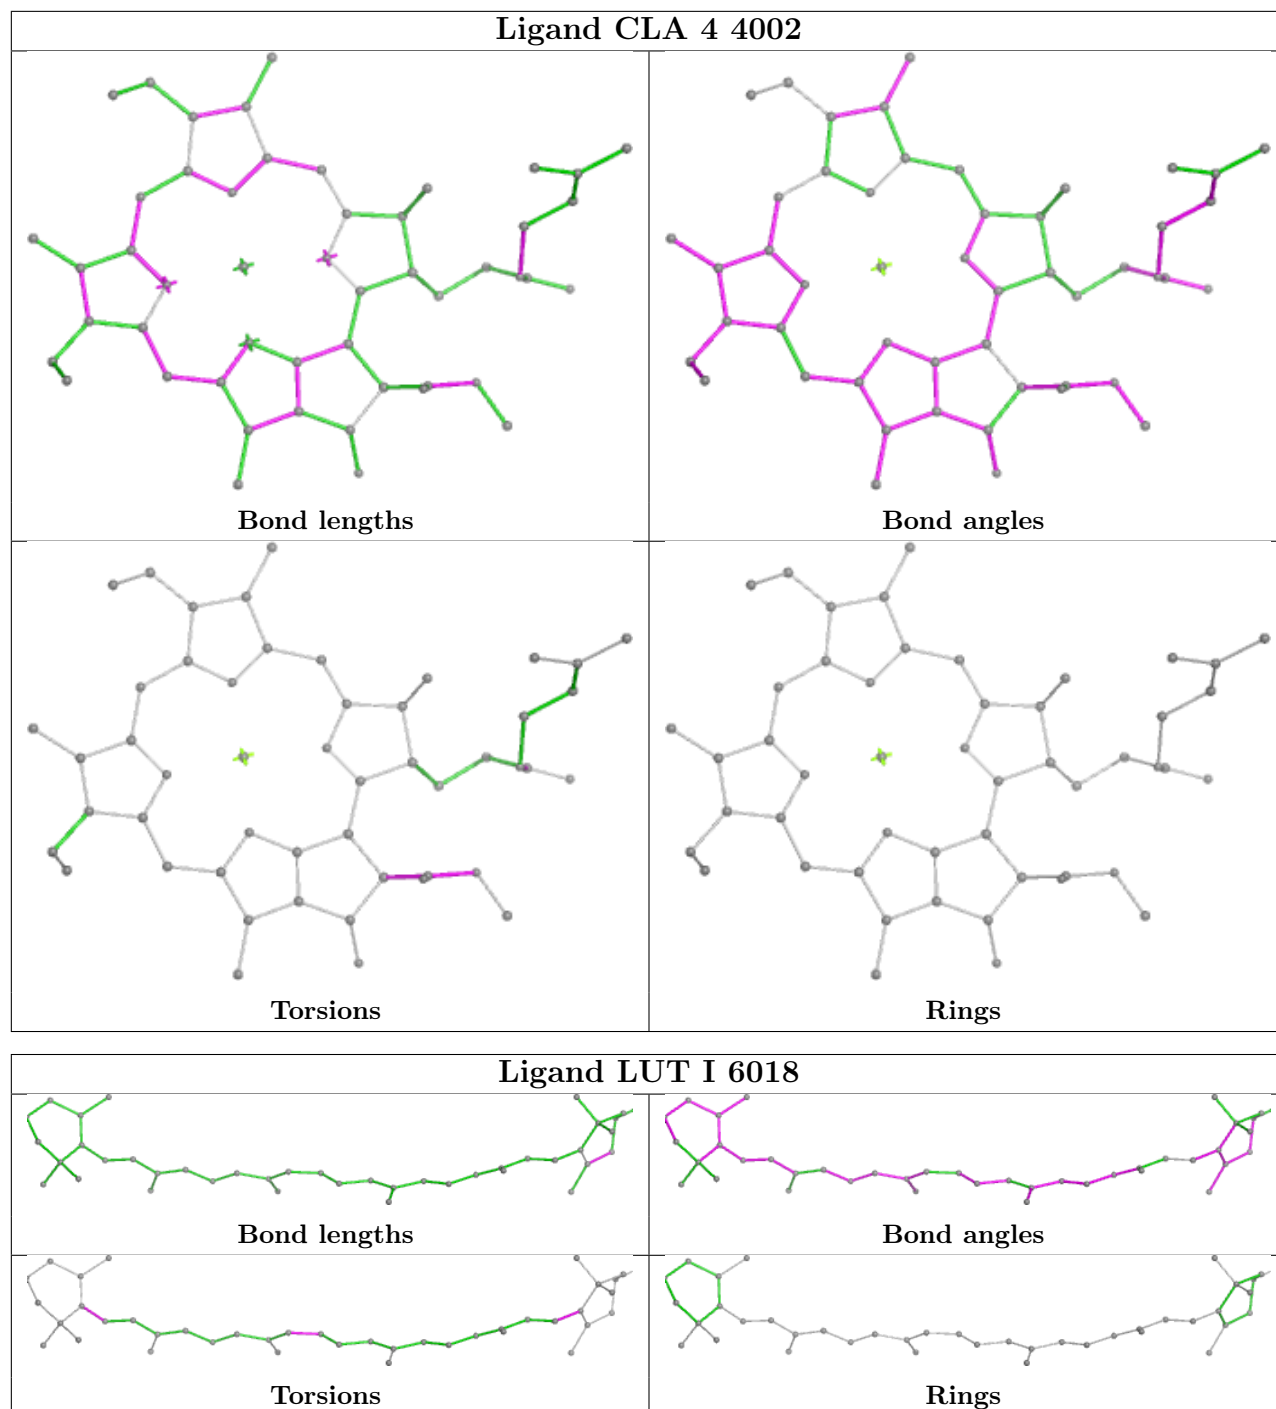 Ligand CLA 4 4002
Bond lengths
Bond angles
Torsions
Rings
Ligand LUT I 6018
Bond lengths
Bond angles
Torsions
Rings